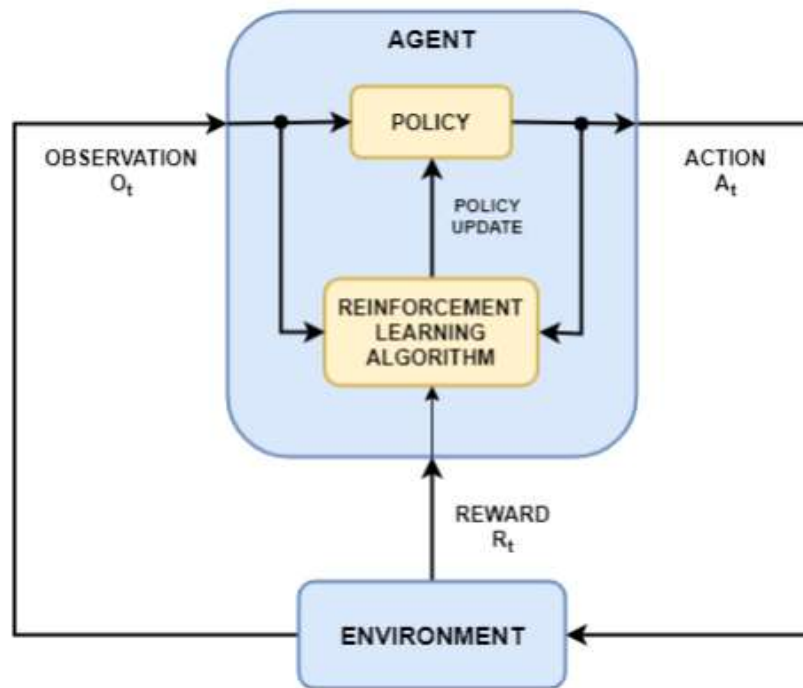 AGENT
POLICY
OBSERVATION
Oₜ
ACTION
Aₜ
POLICY
UPDATE
REINFORCEMENT
LEARNING
ALGORITHM
REWARD
Rₜ
ENVIRONMENT